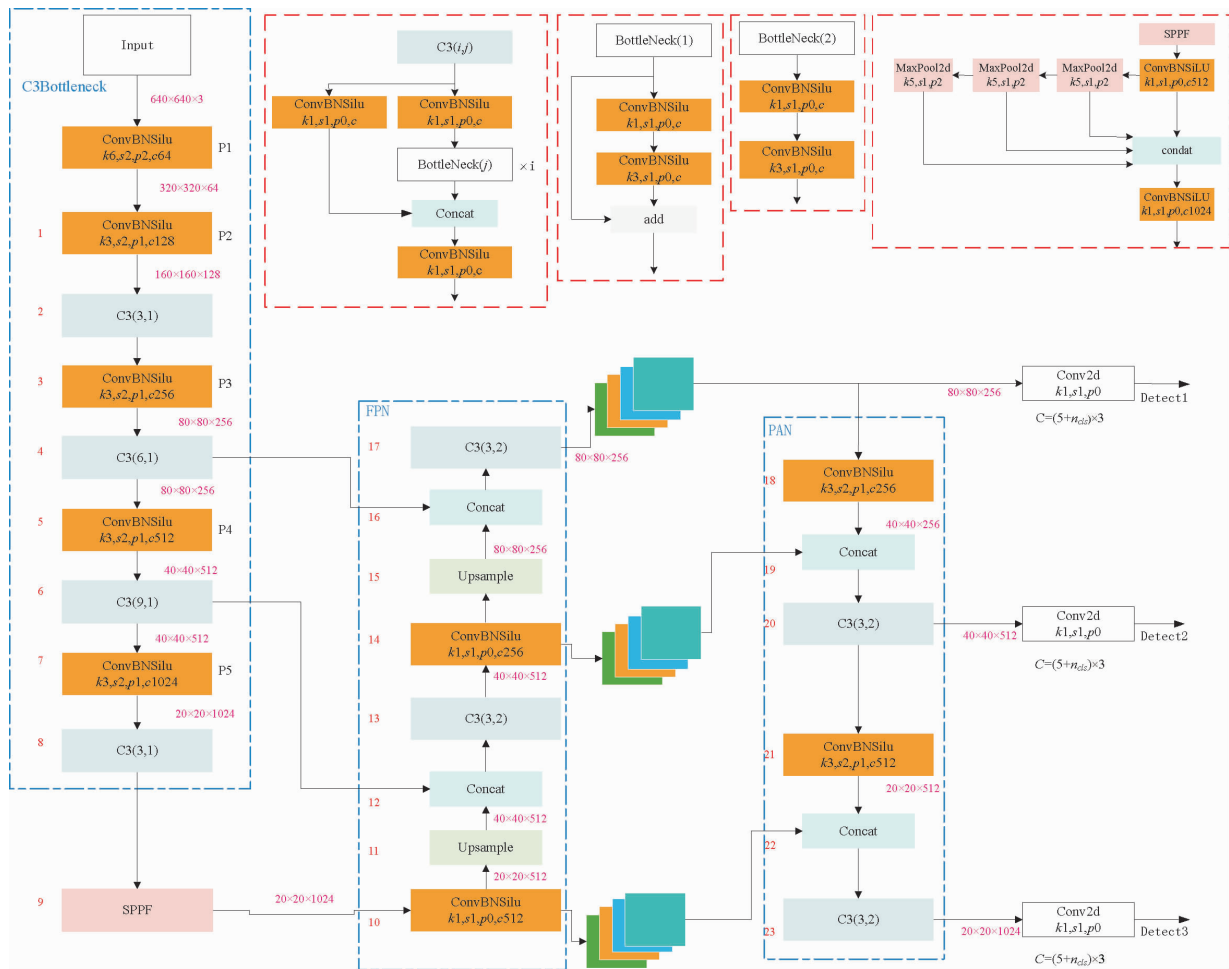 Input
C3Bottleneck
640×640×3
ConvBNSilu
k6,s2,p2,c64
P1
320×320×64
1
ConvBNSilu
k3,s2,p1,c128
P2
160×160×128
2
C3(3,1)
3
ConvBNSilu
k3,s2,p1,c256
P3
80×80×256
4
C3(6,1)
80×80×256
5
ConvBNSilu
k3,s2,p1,c512
P4
40×40×512
6
C3(9,1)
40×40×512
7
ConvBNSilu
k3,s2,p1,c1024
P5
20×20×1024
8
C3(3,1)
9
SPPF
20×20×1024
C3(i,j)
ConvBNSilu
k1,s1,p0,c
ConvBNSilu
k1,s1,p0,c
BottleNeck(j)
×i
Concat
ConvBNSilu
k1,s1,p0,c
BottleNeck(1)
ConvBNSilu
k1,s1,p0,c
ConvBNSilu
k3,s1,p0,c
add
BottleNeck(2)
ConvBNSilu
k1,s1,p0,c
ConvBNSilu
k3,s1,p0,c
SPPF
MaxPool2d
k5,s1,p2
MaxPool2d
k5,s1,p2
MaxPool2d
k5,s1,p2
ConvBNSiLU
k1,s1,p0,c512
condat
ConvBNSiLU
k1,s1,p0,c1024
FPN
17
C3(3,2)
80×80×256
16
Concat
80×80×256
15
Upsample
14
ConvBNSilu
k1,s1,p0,c256
40×40×512
13
C3(3,2)
12
Concat
40×40×512
11
Upsample
20×20×512
10
ConvBNSilu
k1,s1,p0,c512
PAN
18
ConvBNSilu
k3,s2,p1,c256
40×40×256
Concat
19
20
C3(3,2)
21
ConvBNSilu
k3,s2,p1,c512
20×20×512
Concat
22
23
C3(3,2)
80×80×256
Conv2d
k1,s1,p0
Detect1
C=(5+ncls)×3
40×40×512
Conv2d
k1,s1,p0
Detect2
C=(5+ncls)×3
20×20×1024
Conv2d
k1,s1,p0
Detect3
C=(5+ncls)×3